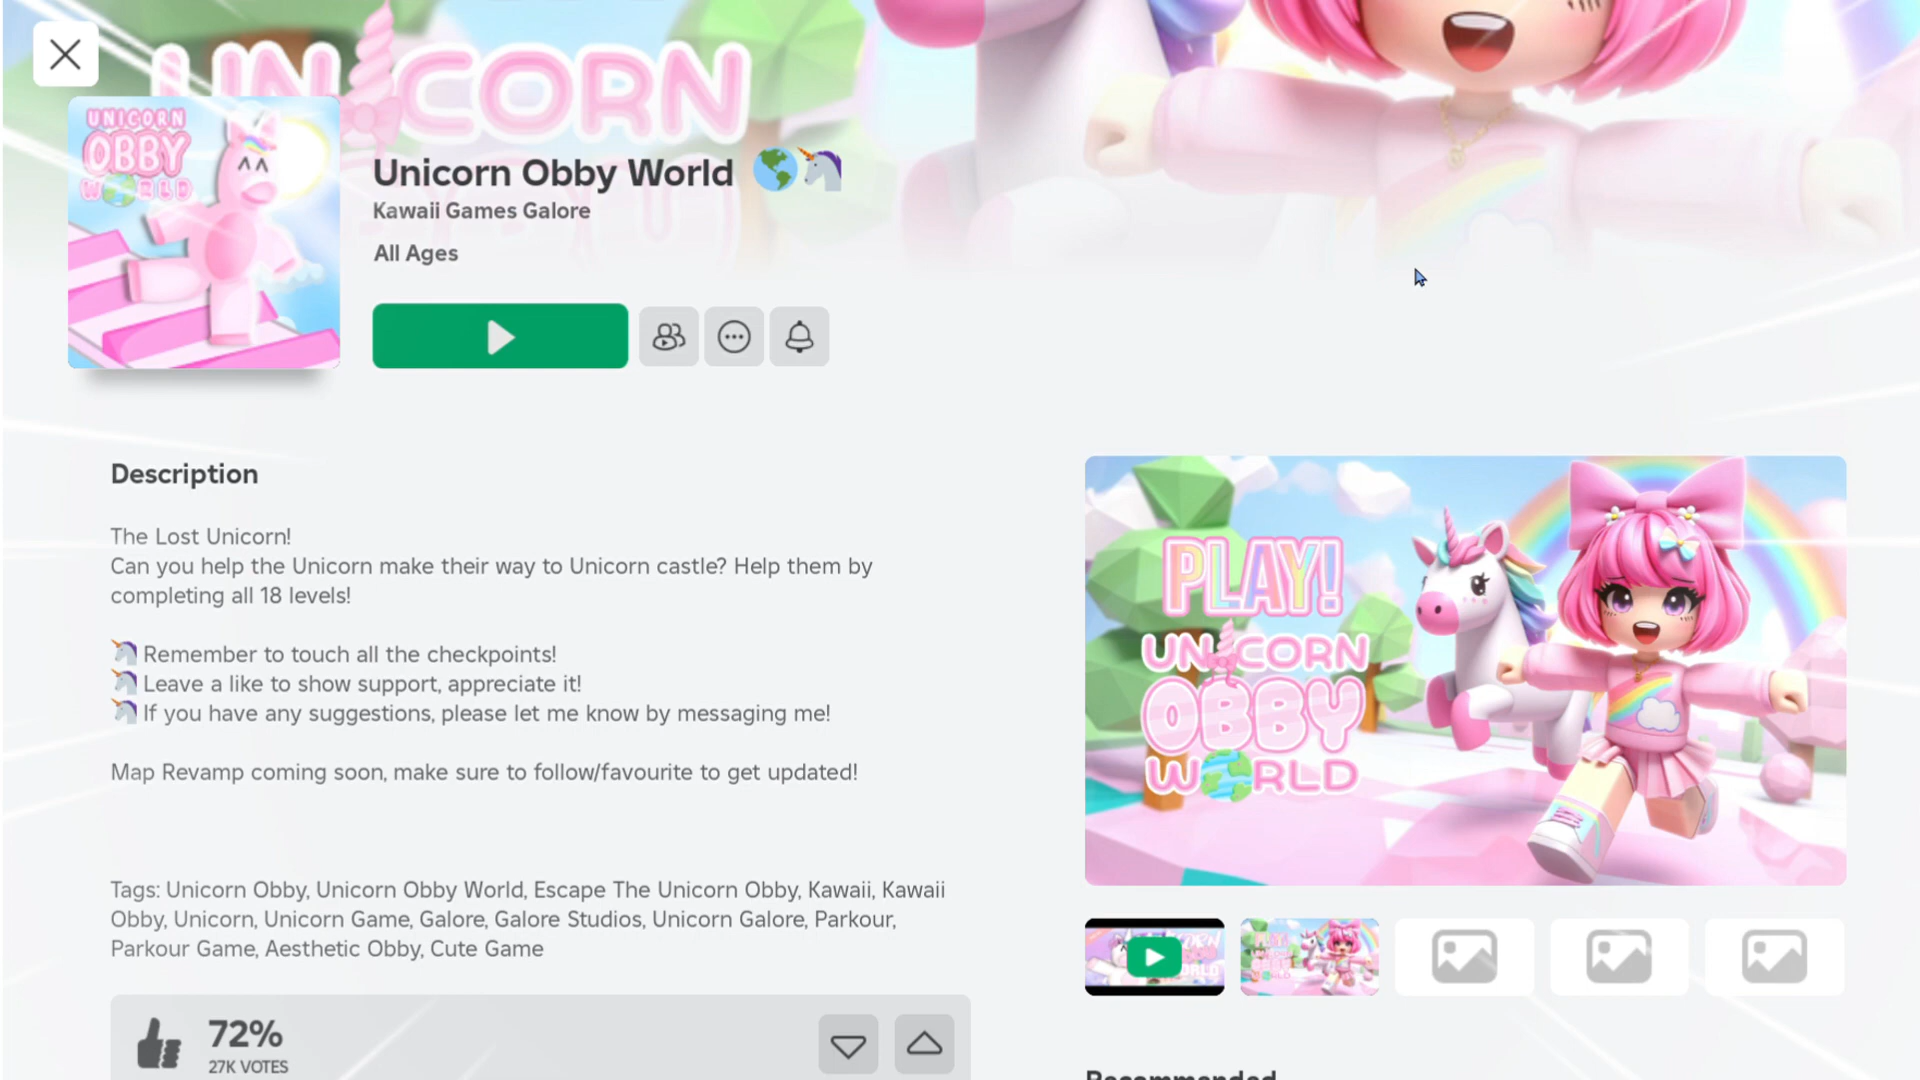 UNICORN
UNICORN
OBBY
WORLD
Unicorn Obby World 🌎🦄
Kawaii Games Galore
All Ages
Description
The Lost Unicorn!
Can you help the Unicorn make their way to Unicorn castle? Help them by
completing all 18 levels!
🦄 Remember to touch all the checkpoints!
🦄 Leave a like to show support, appreciate it!
🦄 If you have any suggestions, please let me know by messaging me!
Map Revamp coming soon, make sure to follow/favourite to get updated!
Tags: Unicorn Obby, Unicorn Obby World, Escape The Unicorn Obby, Kawaii, Kawaii
Obby, Unicorn, Unicorn Game, Galore, Galore Studios, Unicorn Galore, Parkour,
Parkour Game, Aesthetic Obby, Cute Game
72%
27K VOTES
PLAY!
UNICORN
OBBY
WORLD
Recommended